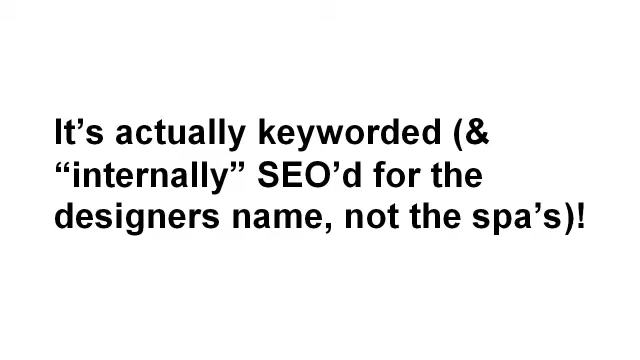 It’s actually keyworded (&
“internally” SEO’d for the
designers name, not the spa’s)!